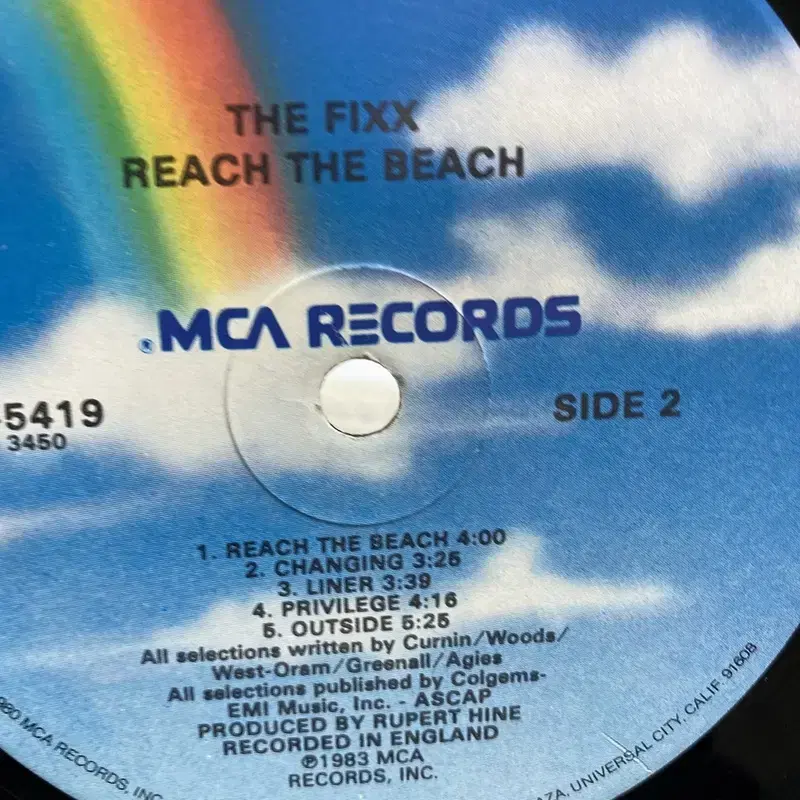 THE FIXX
REACH THE BEACH
®MCA RECORDS
5419
3450
SIDE 2
1. REACH THE BEACH 4:00
2. CHANGING 3:25
3. LINER 3:39
4. PRIVILEGE 4:16
5. OUTSIDE 5:25
All selections written by Curnin/Woods/
West-Oram/Greenall/Agies
All selections published by Colgems-
EMI Music, Inc. - ASCAP
PRODUCED BY RUPERT HINE
RECORDED IN ENGLAND
℗1983 MCA
RECORDS, INC.
980 MCA RECORDS, INC
ZA, UNIVERSAL CITY, CALIF. 91608